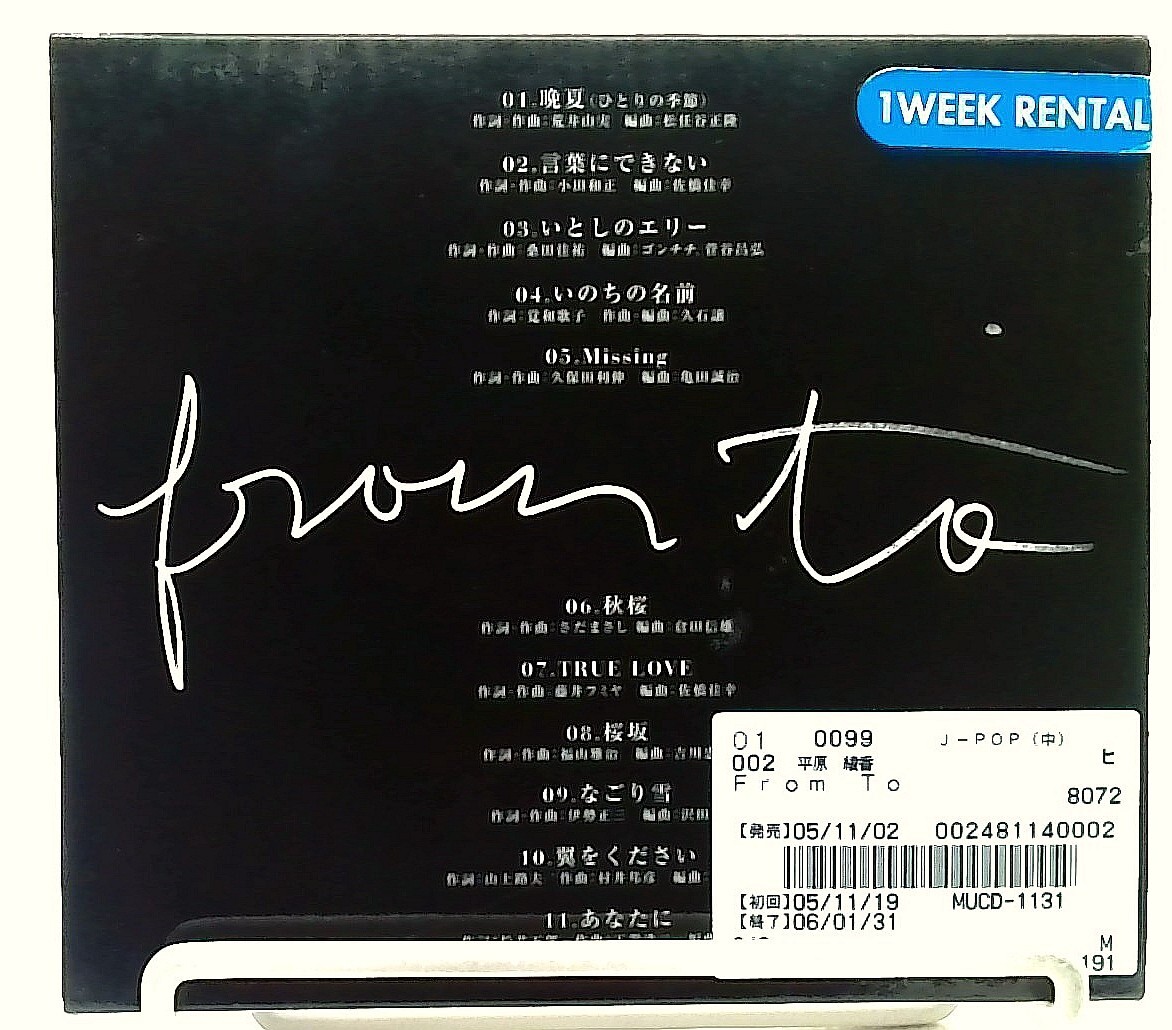 01.晩夏(ひとりの季節)
作詞・作曲:荒井由実 編曲:松任谷正隆
1WEEK RENTAL
02.言葉にできない
作詞・作曲:小田和正 編曲:佐橋佳幸
03.いとしのエリー
作詞・作曲:桑田佳祐 編曲:ゴンチチ、菅谷昌弘
04.いのちの名前
作詞:覚和歌子 作曲・編曲:久石譲
05.Missing
作詞・作曲:久保田利伸 編曲:亀田誠治
from to
06.秋桜
作詞・作曲:さだまさし 編曲:倉田信雄
07.TRUE LOVE
作詞・作曲:藤井フミヤ 編曲:佐橋佳幸
08.桜坂
作詞・作曲:福山雅治 編曲:吉川
09.なごり雪
作詞・作曲:伊勢正三 編曲:沢田
10.翼をください
作詞:山上路夫 作曲:村井邦彦 編曲:
11.あなたに
01 0099 J-POP(中)
ヒ
002 平原 綾香
From To
8072
【発売】05/11/02 002481140002
【初回】05/11/19 MUCD-1131
【終了】06/01/31
M
191